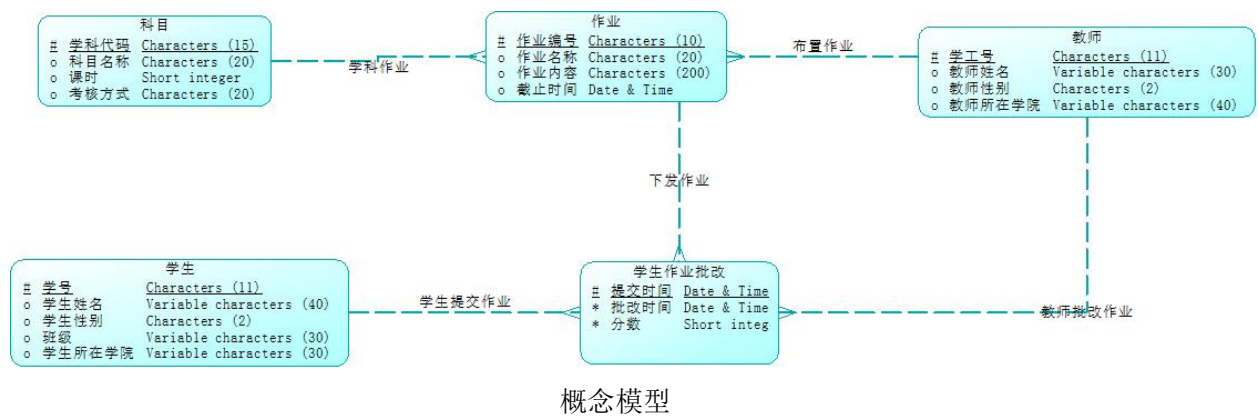 科目
# 学科代码 Characters (15)
o 科目名称 Characters (20)
o 课时 Short integer
o 考核方式 Characters (20)
学科作业
作业
# 作业编号 Characters (10)
o 作业名称 Characters (20)
o 作业内容 Characters (200)
o 截止时间 Date & Time
布置作业
教师
# 学工号 Characters (11)
o 教师姓名 Variable characters (30)
o 教师性别 Characters (2)
o 教师所在学院 Variable characters (40)
下发作业
学生
# 学号 Characters (11)
o 学生姓名 Variable characters (40)
o 学生性别 Characters (2)
o 班级 Variable characters (30)
o 学生所在学院 Variable characters (30)
学生提交作业
学生作业批改
# 提交时间 Date & Time
* 批改时间 Date & Time
* 分数 Short integ
教师批改作业
概念模型